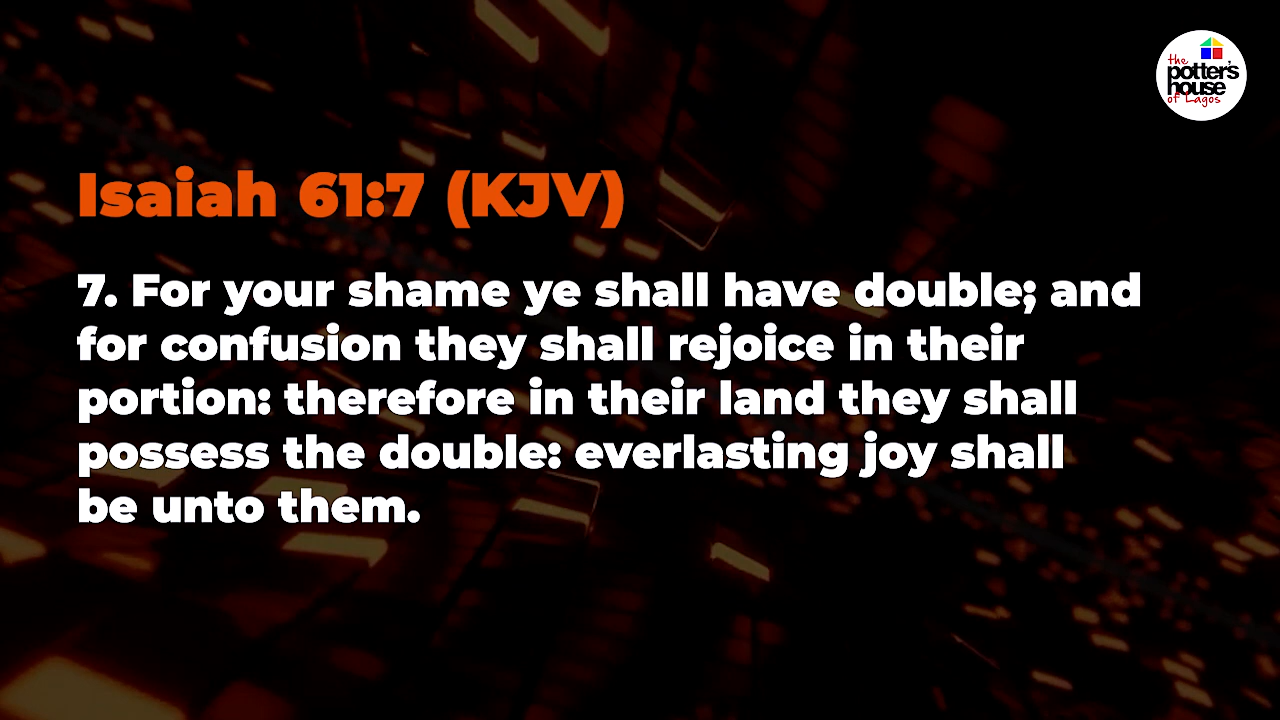 the
potter's
house
of Lagos
Isaiah 61:7 (KJV)
7. For your shame ye shall have double; and
for confusion they shall rejoice in their
portion: therefore in their land they shall
possess the double: everlasting joy shall
be unto them.